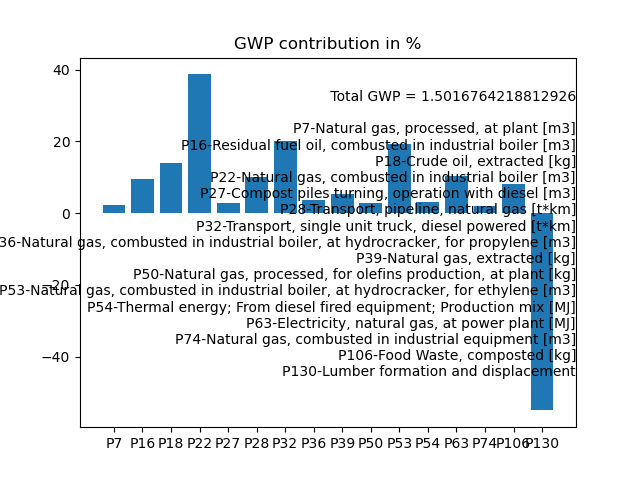 GWP contribution in %
40
Total GWP = 1.5016764218812926
P7-Natural gas, processed, at plant [m3]
20
P16-Residual fuel oil, combusted in industrial boiler [m3]
P18-Crude oil, extracted [kg]
P22-Natural gas, combusted in industrial boiler [m3]
P27-Compost piles turning, operation with diesel [m3]
0
P28-Transport, pipeline, natural gas [t*km]
P32-Transport, single unit truck, diesel powered [t*km]
36-Natural gas, combusted in industrial boiler, at hydrocracker, for propylene [m3]
P39-Natural gas, extracted [kg]
P50-Natural gas, processed, for olefins production, at plant [kg]
−20
P53-Natural gas, combusted in industrial boiler, at hydrocracker, for ethylene [m3]
P54-Thermal energy; From diesel fired equipment; Production mix [MJ]
P63-Electricity, natural gas, at power plant [MJ]
P74-Natural gas, combusted in industrial equipment [m3]
−40
P106-Food Waste, composted [kg]
P130-Lumber formation and displacement
P7 P16 P18 P22 P27 P28 P32 P36 P39 P50 P53 P54 P63 P74 P106 P130